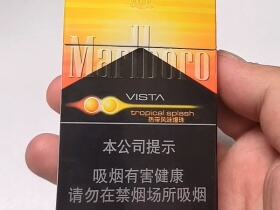 Marlboro
VISTA
tropical splash
热带风味爆珠
本公司提示
吸烟有害健康
请勿在禁烟场所吸烟